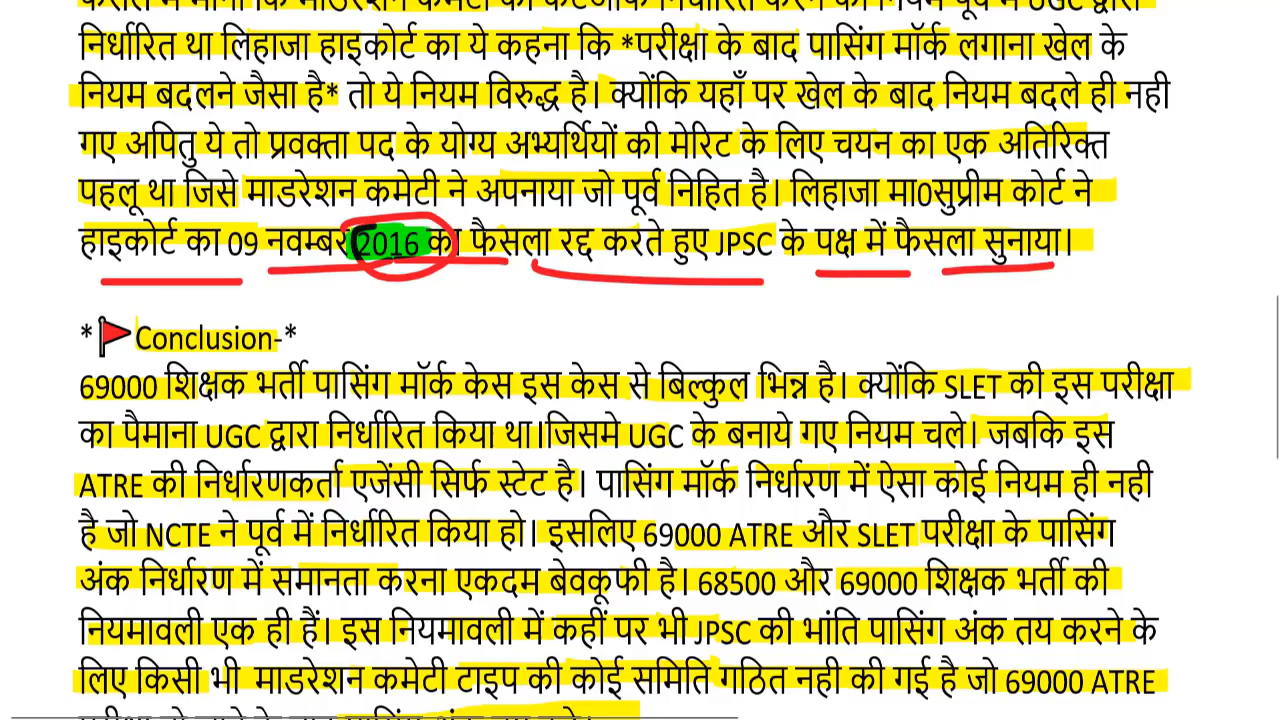 निर्धारित था लिहाजा हाइकोर्ट का ये कहना कि *परीक्षा के बाद पासिंग मॉर्क लगाना खेल के
नियम बदलने जैसा है* तो ये नियम विरुद्ध है। क्योंकि यहाँ पर खेल के बाद नियम बदले ही नही
गए अपितु ये तो प्रवक्ता पद के योग्य अभ्यर्थियों की मेरिट के लिए चयन का एक अतिरिक्त
पहलू था जिसे माडरेशन कमेटी ने अपनाया जो पूर्व निहित है। लिहाजा मा0सुप्रीम कोर्ट ने
हाइकोर्ट का 09 नवम्बर 2016 का फैसला रद्द करते हुए JPSC के पक्ष में फैसला सुनाया।
*🚩Conclusion-*
69000 शिक्षक भर्ती पासिंग मॉर्क केस इस केस से बिल्कुल भिन्न है। क्योंकि SLET की इस परीक्षा
का पैमाना UGC द्वारा निर्धारित किया था।जिसमे UGC के बनाये गए नियम चले। जबकि इस
ATRE की निर्धारणकर्ता एजेंसी सिर्फ स्टेट है। पासिंग मॉर्क निर्धारण में ऐसा कोई नियम ही नही
है जो NCTE ने पूर्व में निर्धारित किया हो। इसलिए 69000 ATRE और SLET परीक्षा के पासिंग
अंक निर्धारण में समानता करना एकदम बेवकूफी है। 68500 और 69000 शिक्षक भर्ती की
नियमावली एक ही हैं। इस नियमावली में कहीं पर भी JPSC की भांति पासिंग अंक तय करने के
लिए किसी भी माडरेशन कमेटी टाइप की कोई समिति गठित नही की गई है जो 69000 ATRE